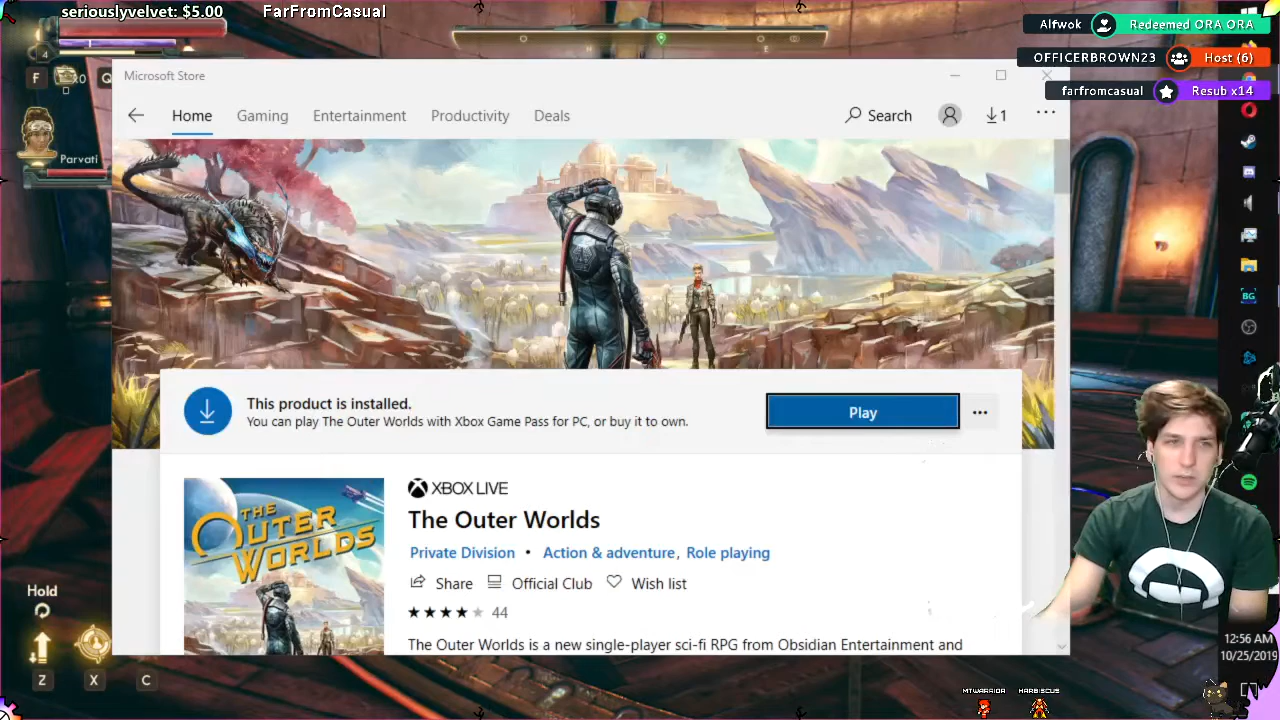 seriouslyvelvet: $5.00
FarFromCasual
Alfwok
Redeemed ORA ORA
OFFICERBROWN23
Host (6)
farfromcasual
Resub x14
4
F
Q
H
E
Parvati
Microsoft Store
Home
Gaming
Entertainment
Productivity
Deals
Search
1
This product is installed.
You can play The Outer Worlds with Xbox Game Pass for PC, or buy it to own.
Play
THE
OUTER
WORLDS
XBOX LIVE
The Outer Worlds
Private Division • Action & adventure, Role playing
Share
Official Club
Wish list
44
The Outer Worlds is a new single-player sci-fi RPG from Obsidian Entertainment and
Hold
Z
X
C
BG
12:56 AM
10/25/2019
MTWARRIOR
HARBISCUS